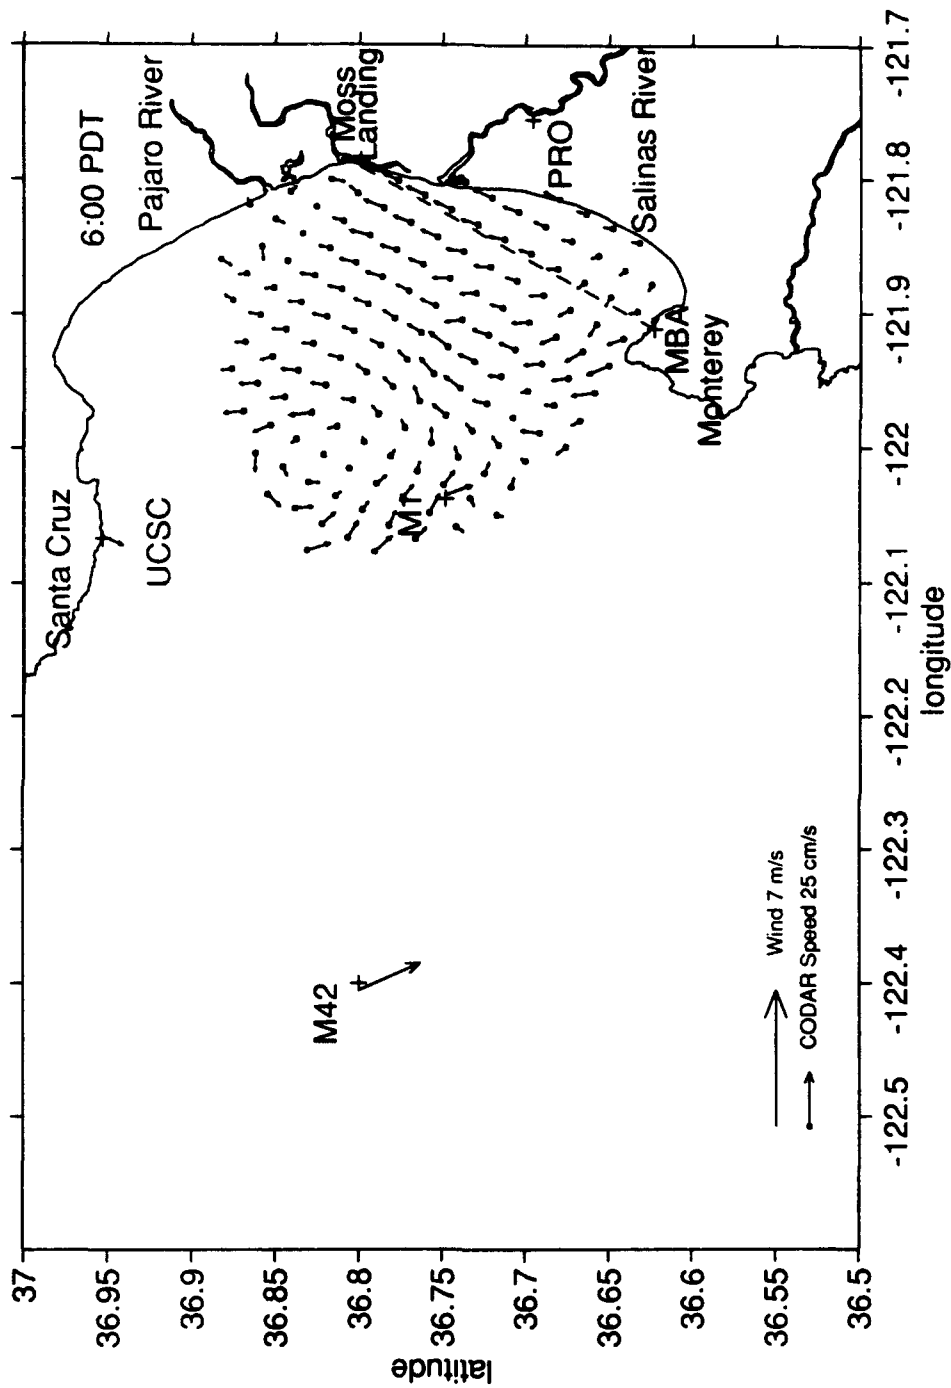 6:00 PDT
Santa Cruz
UCSC
Pajaro River
Moss
Landing
M42
M1
PRO
Salinas River
MBA
Monterey
Wind 7 m/s
CODAR Speed 25 cm/s
latitude
37
36.95
36.9
36.85
36.8
36.75
36.7
36.65
36.6
36.55
36.5
-122.5
-122.4
-122.3
-122.2
-122.1
-122
-121.9
-121.8
-121.7
longitude